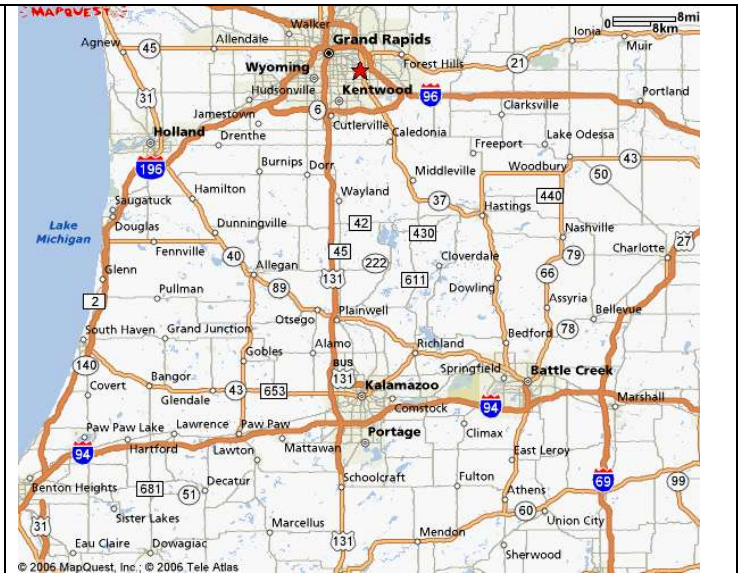 MAPQUEST
Walker
0 8mi
8km
Agnew
45
Allendale
Grand Rapids
Ionia
Muir
Wyoming
Forest Hills
21
31
Hudsonville
Kentwood
96
Portland
Jamestown
6
Clarksville
Cutlerville
Holland
Drenthe
Caledonia
Freeport
Lake Odessa
196
Burnips
Dorr
Middleville
Woodbury
43
50
Saugatuck
Hamilton
Wayland
37
440
Hastings
Lake
Michigan
Douglas
Dunningville
42
430
Nashville
27
Fennville
40
45
222
Cloverdale
79
Charlotte
Glenn
Allegan
131
611
66
2
Pullman
89
Dowling
Assyria
Otsego
Plainwell
78
Bellevue
South Haven
Grand Junction
Alamo
Richland
Bedford
140
Gobles
BUS
131
Springfield
Battle Creek
Covert
Bangor
43
653
Kalamazoo
Glendale
Comstock
94
Marshall
Paw Paw Lake
Lawrence
Paw Paw
Portage
Climax
94
Hartford
Lawton
Mattawan
East Leroy
Benton Heights
681
51
Decatur
Schoolcraft
Fulton
69
99
Athens
31
Sister Lakes
Marcellus
60
Union City
Eau Claire
Dowagiac
131
Mendon
Sherwood
© 2006 MapQuest, Inc.; © 2006 Tele Atlas